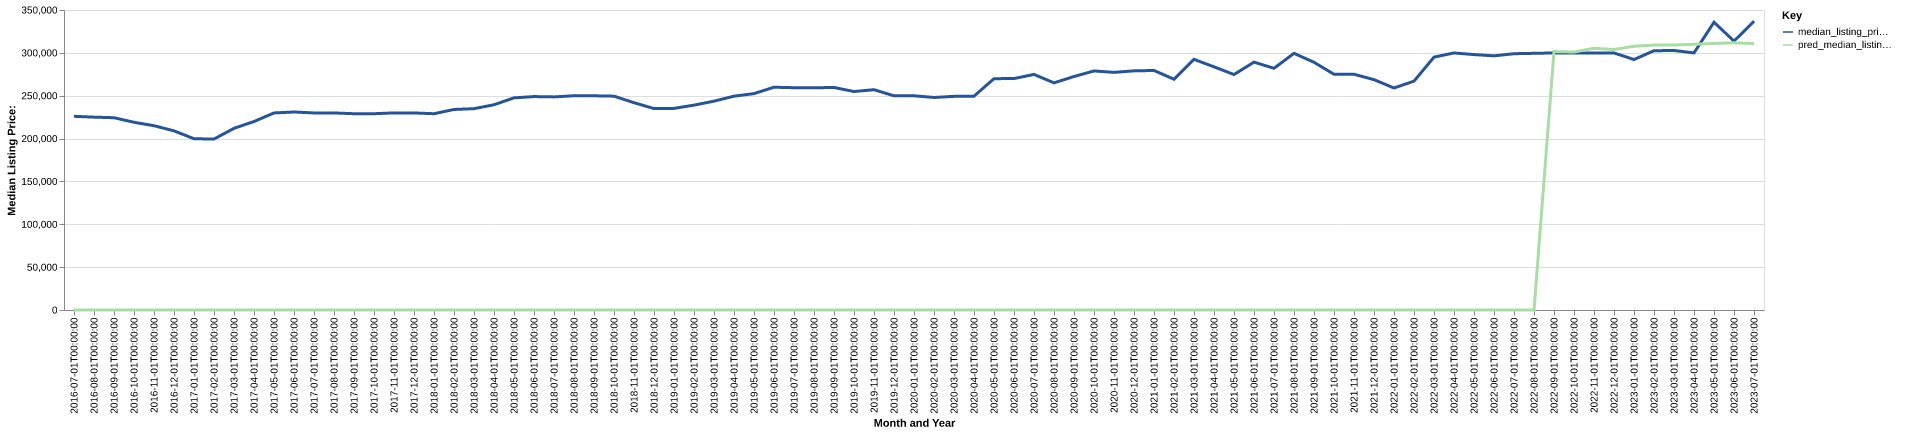 350,000
300,000
250,000
200,000
150,000
100,000
50,000
0
Median Listing Price:
2016-07-01T00:00:00
2016-08-01T00:00:00
2016-09-01T00:00:00
2016-10-01T00:00:00
2016-11-01T00:00:00
2016-12-01T00:00:00
2017-01-01T00:00:00
2017-02-01T00:00:00
2017-03-01T00:00:00
2017-04-01T00:00:00
2017-05-01T00:00:00
2017-06-01T00:00:00
2017-07-01T00:00:00
2017-08-01T00:00:00
2017-09-01T00:00:00
2017-10-01T00:00:00
2017-11-01T00:00:00
2017-12-01T00:00:00
2018-01-01T00:00:00
2018-02-01T00:00:00
2018-03-01T00:00:00
2018-04-01T00:00:00
2018-05-01T00:00:00
2018-06-01T00:00:00
2018-07-01T00:00:00
2018-08-01T00:00:00
2018-09-01T00:00:00
2018-10-01T00:00:00
2018-11-01T00:00:00
2018-12-01T00:00:00
2019-01-01T00:00:00
2019-02-01T00:00:00
2019-03-01T00:00:00
2019-04-01T00:00:00
2019-05-01T00:00:00
2019-06-01T00:00:00
2019-07-01T00:00:00
2019-08-01T00:00:00
2019-09-01T00:00:00
2019-10-01T00:00:00
2019-11-01T00:00:00
2019-12-01T00:00:00
2020-01-01T00:00:00
2020-02-01T00:00:00
2020-03-01T00:00:00
2020-04-01T00:00:00
2020-05-01T00:00:00
2020-06-01T00:00:00
2020-07-01T00:00:00
2020-08-01T00:00:00
2020-09-01T00:00:00
2020-10-01T00:00:00
2020-11-01T00:00:00
2020-12-01T00:00:00
2021-01-01T00:00:00
2021-02-01T00:00:00
2021-03-01T00:00:00
2021-04-01T00:00:00
2021-05-01T00:00:00
2021-06-01T00:00:00
2021-07-01T00:00:00
2021-08-01T00:00:00
2021-09-01T00:00:00
2021-10-01T00:00:00
2021-11-01T00:00:00
2021-12-01T00:00:00
2022-01-01T00:00:00
2022-02-01T00:00:00
2022-03-01T00:00:00
2022-04-01T00:00:00
2022-05-01T00:00:00
2022-06-01T00:00:00
2022-07-01T00:00:00
2022-08-01T00:00:00
2022-09-01T00:00:00
2022-10-01T00:00:00
2022-11-01T00:00:00
2022-12-01T00:00:00
2023-01-01T00:00:00
2023-02-01T00:00:00
2023-03-01T00:00:00
2023-04-01T00:00:00
2023-05-01T00:00:00
2023-06-01T00:00:00
2023-07-01T00:00:00
Month and Year
Key
median_listing_pri…
pred_median_listin…